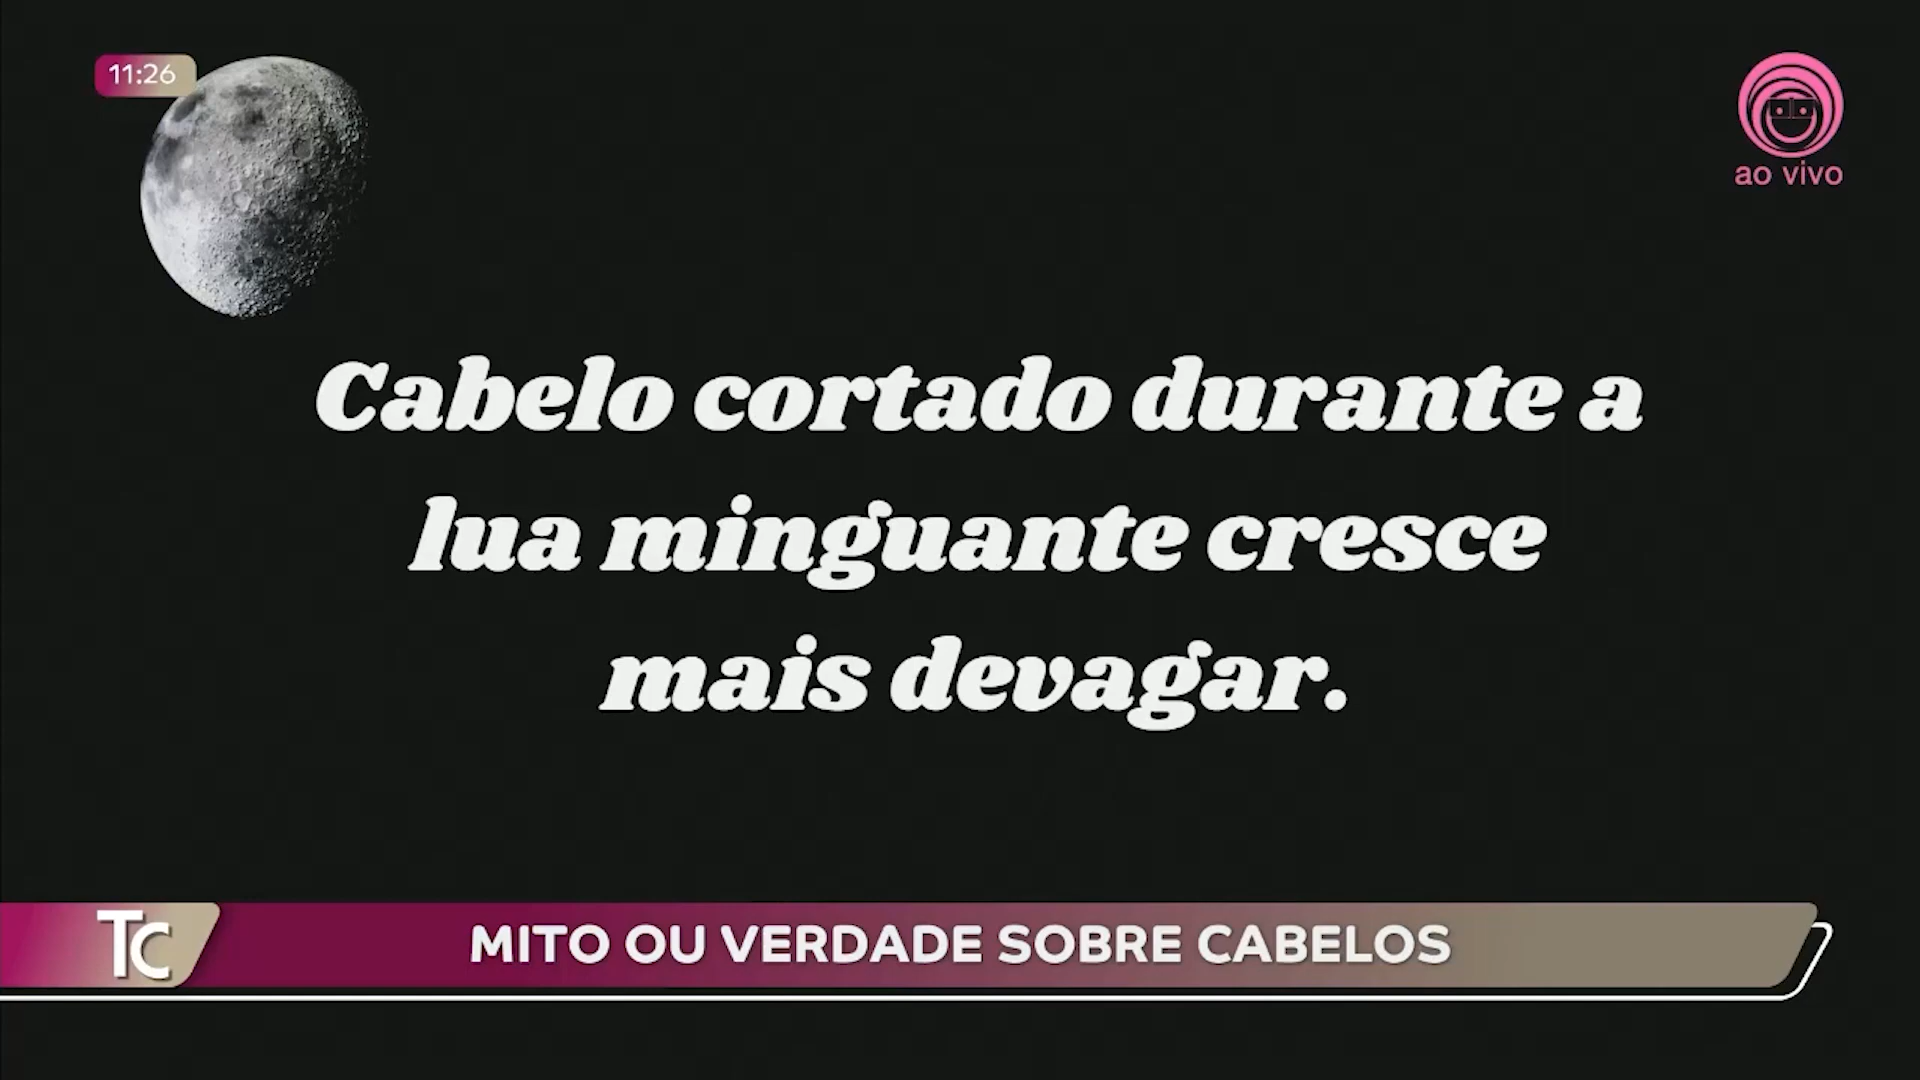 11:26
ao vivo
Cabelo cortado durante a
lua minguante cresce
mais devagar.
Tc
MITO OU VERDADE SOBRE CABELOS